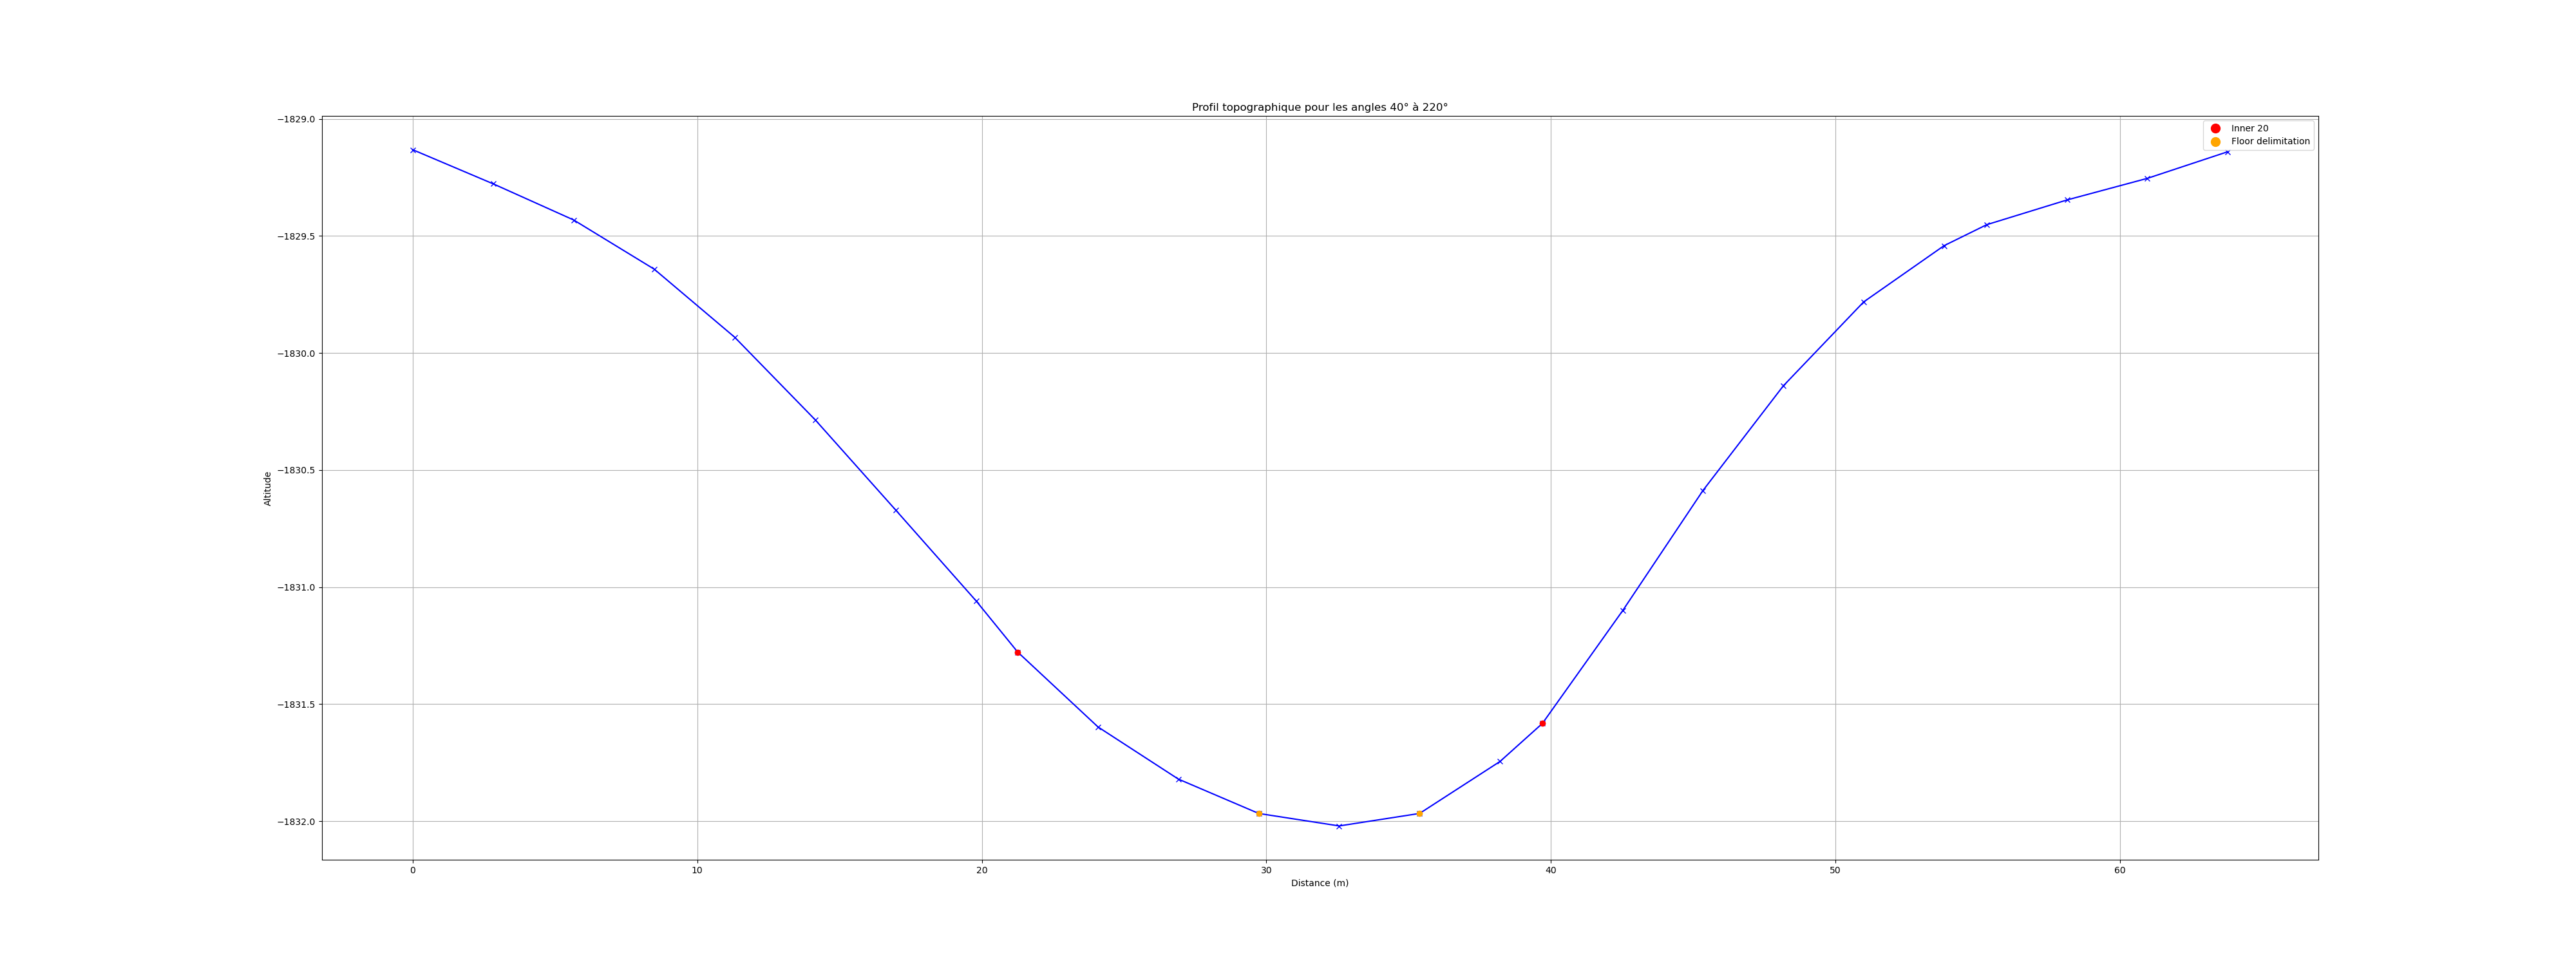 Profil topographique pour les angles 40° à 220°
−1829.0
−1829.5
−1830.0
−1830.5
−1831.0
−1831.5
−1832.0
Altitude
Inner 20
Floor delimitation
0 10 20 30 40 50 60
Distance (m)